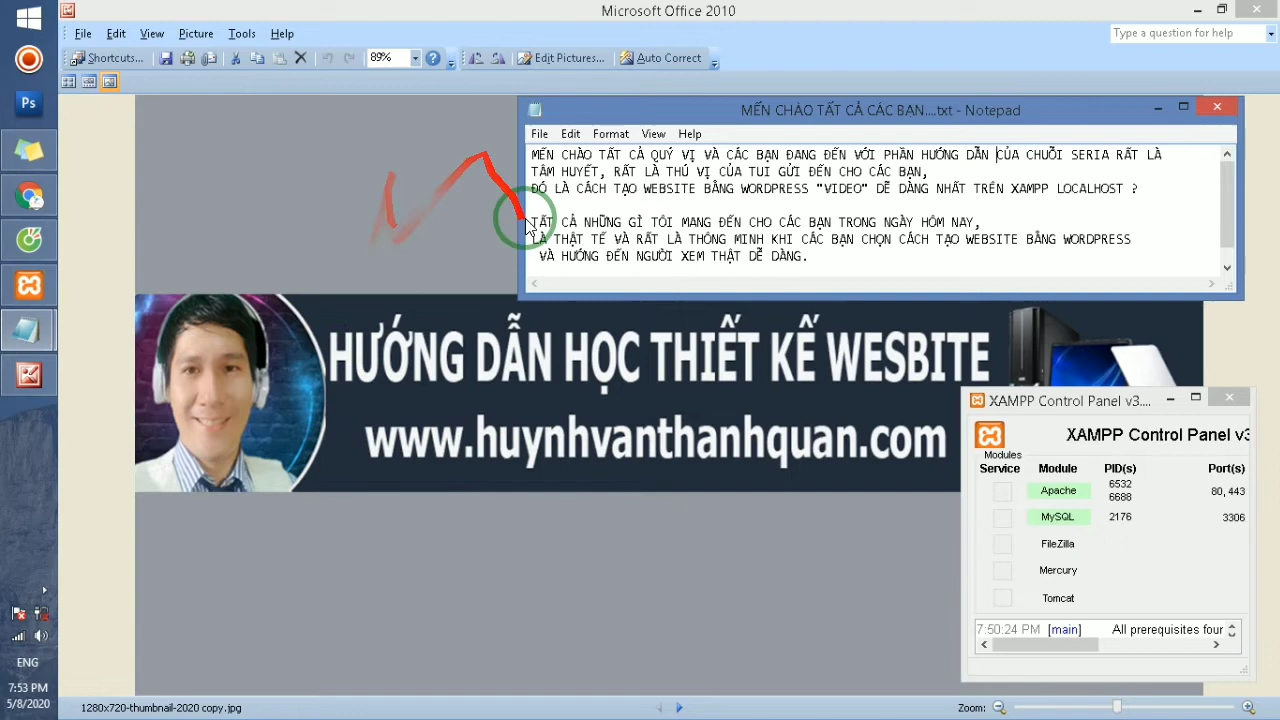 Microsoft Office 2010
File Edit View Picture Tools Help
Type a question for help
Shortcuts...
89%
Edit Pictures...
Auto Correct
Ps
MẾN CHÀO TẤT CẢ CÁC BẠN....txt - Notepad
File Edit Format View Help
MẾN CHÀO TẤT CẢ QUÝ VỊ VÀ CÁC BẠN ĐANG ĐẾN VỚI PHẦN HƯỚNG DẪN CỦA CHUỖI SERIA RẤT LÀ
TÂM HUYẾT, RẤT LÀ THÚ VỊ CỦA TUI GỬI ĐẾN CHO CÁC BẠN,
ĐÓ LÀ CÁCH TẠO WEBSITE BẰNG WORDPRESS "VIDEO" DỄ DÀNG NHẤT TRÊN XAMPP LOCALHOST ?
TẤT CẢ NHỮNG GÌ TÔI MANG ĐẾN CHO CÁC BẠN TRONG NGÀY HÔM NAY,
LÀ THẬT TẾ VÀ RẤT LÀ THÔNG MINH KHI CÁC BẠN CHỌN CÁCH TẠO WEBSITE BẰNG WORDPRESS
VÀ HƯỚNG ĐẾN NGƯỜI XEM THẬT DỄ DÀNG.
HƯỚNG DẪN HỌC THIẾT KẾ WESBITE
www.huynhvanthanhquan.com
XAMPP Control Panel v3....
XAMPP Control Panel v3
Modules
Service Module PID(s) Port(s)
Apache 6532 6688 80, 443
MySQL 2176 3306
FileZilla
Mercury
Tomcat
7:50:24 PM [main] All prerequisites four
ENG
7:53 PM
5/8/2020
1280x720-thumbnail-2020 copy.jpg
Zoom: